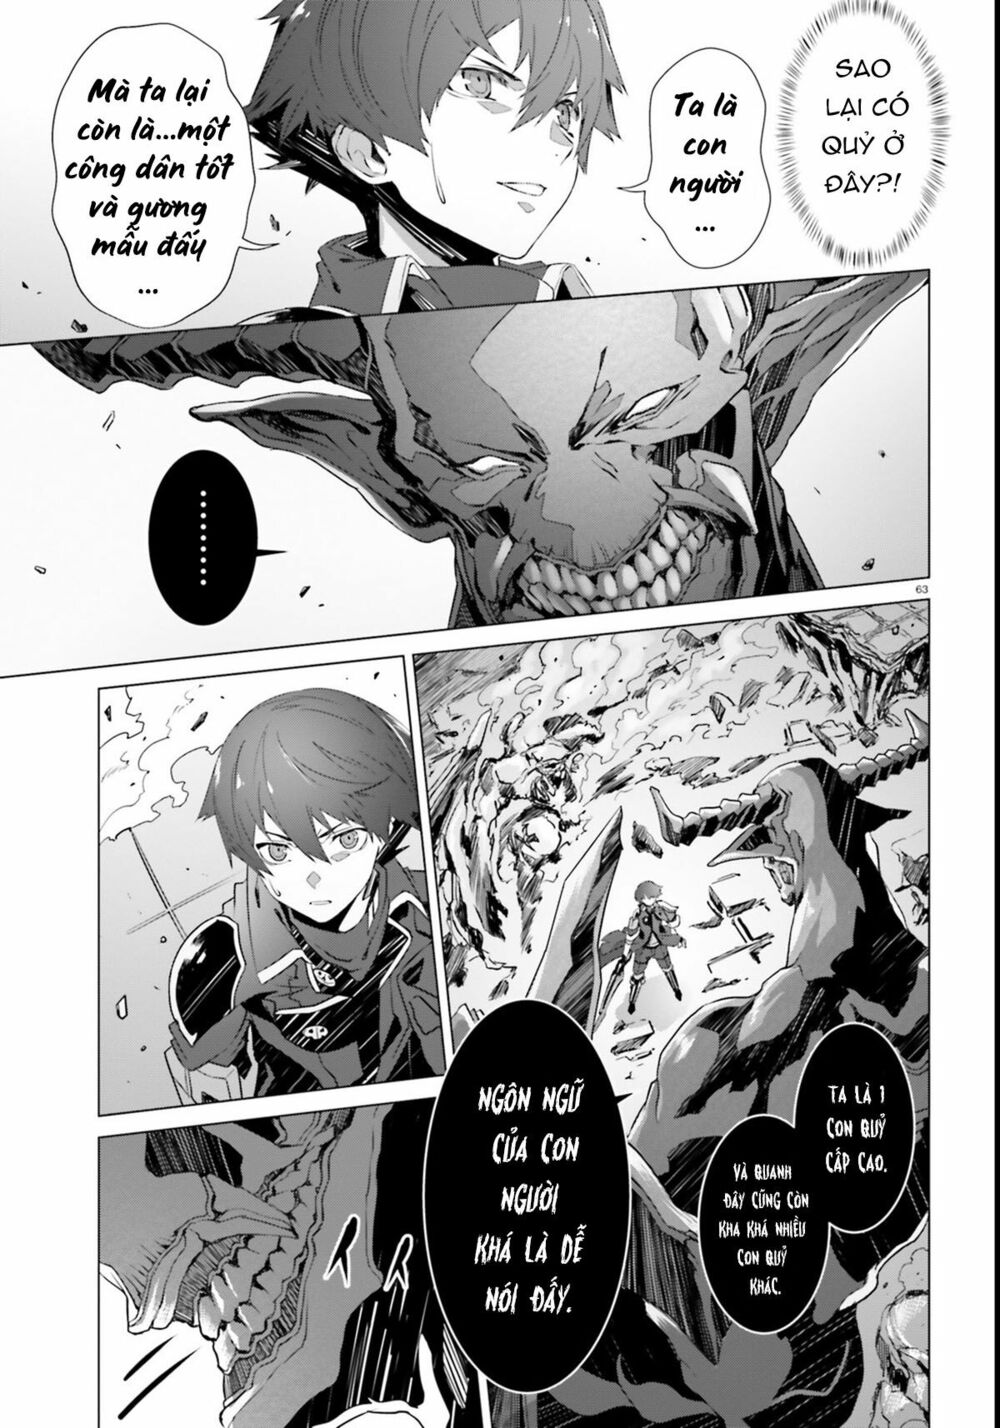 SAO
LẠI CÓ
QUỶ Ở
ĐÂY?!
Ta là
con
người
...
Mà ta lại
còn là...một
công dân tốt
và gương
mẫu đấy
...
.........
63
TA LÀ 1
CON QUỶ
CẤP CAO.
VÀ QUANH
ĐÂY CŨNG CÒN
KHA KHÁ NHIỀU
CON QUỶ
KHÁC.
NGÔN NGỮ
CỦA CON
NGƯỜI
KHÁ LÀ DỄ
NÓI ĐẤY.